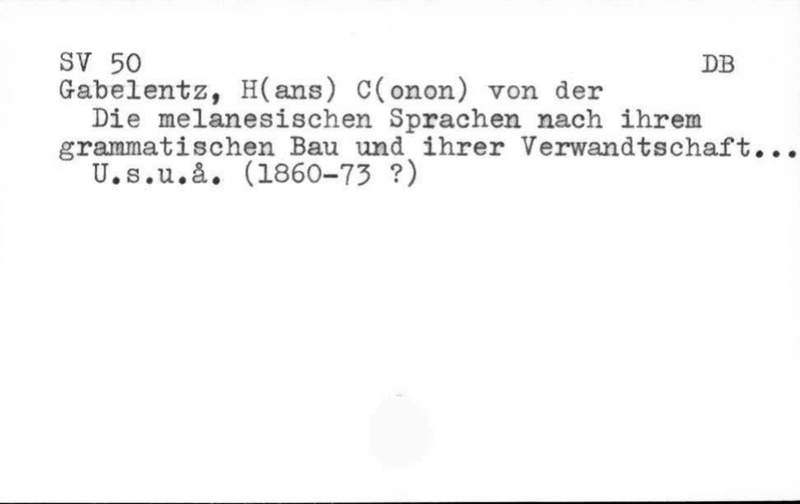 SV 50 DB
Gabelentz, H(ans) C(onon) von der
Die melanesischen Sprachen nach ihrem
grammatischen Bau und ihrer Verwandtschaft...
U.s.u.å. (1860-73 ?)